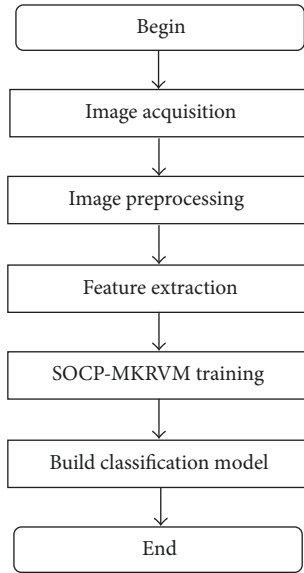 Begin
Image acquisition
Image preprocessing
Feature extraction
SOCP-MKRVM training
Build classification model
End